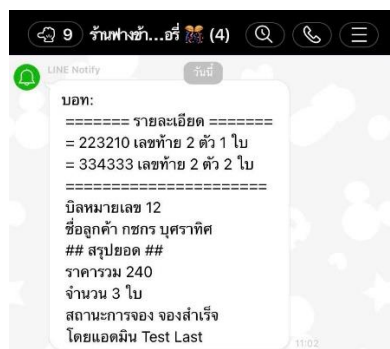 9 ร้านฟางข้า...อรี่ (4)
LINE Notify
วันนี้
บอท:
======= รายละเอียด =======
= 223210 เลขท้าย 2 ตัว 1 ใบ
= 334333 เลขท้าย 2 ตัว 2 ใบ
=======================
บิลหมายเลข 12
ชื่อลูกค้า กชกร บุศราทิศ
## สรุปยอด ##
ราคารวม 240
จำนวน 3 ใบ
สถานะการจอง จองสำเร็จ
โดยแอดมิน Test Last
11:02